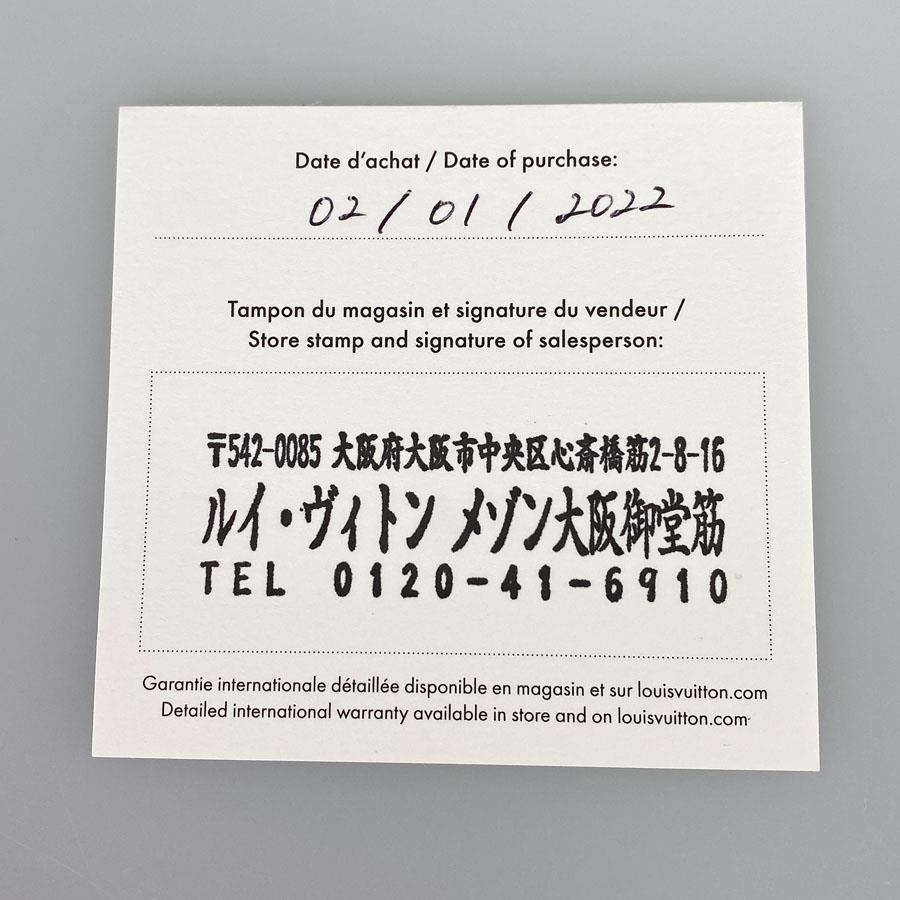 Date d'achat / Date of purchase:
02 / 01 / 2022
Tampon du magasin et signature du vendeur /
Store stamp and signature of salesperson:
〒542-0085 大阪府大阪市中央区心斎橋筋2-8-16
ルイ・ヴィトン メゾン大阪御堂筋
TEL 0120-41-6910
Garantie internationale détaillée disponible en magasin et sur louisvuitton.com
Detailed international warranty available in store and on louisvuitton.com